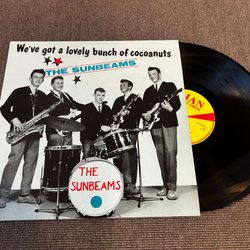 We've got a lovely bunch of cocoanuts
THE SUNBEAMS
THE
SUNBEAMS